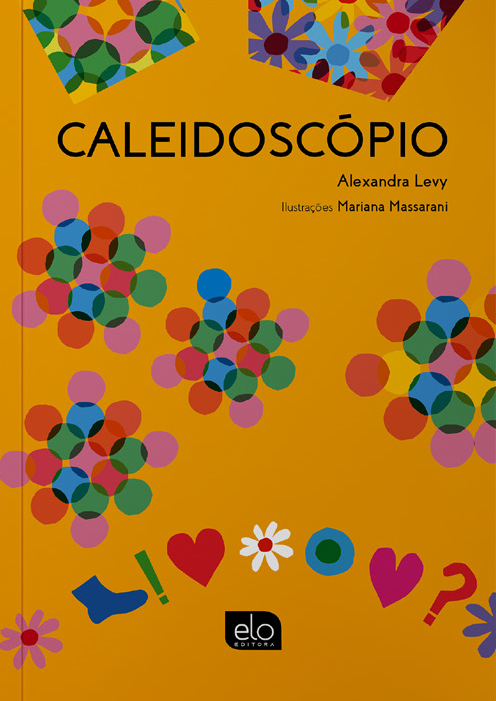 CALEIDOSCÓPIO
Alexandra Levy
Ilustrações Mariana Massarani
! ?
elo
EDITORA